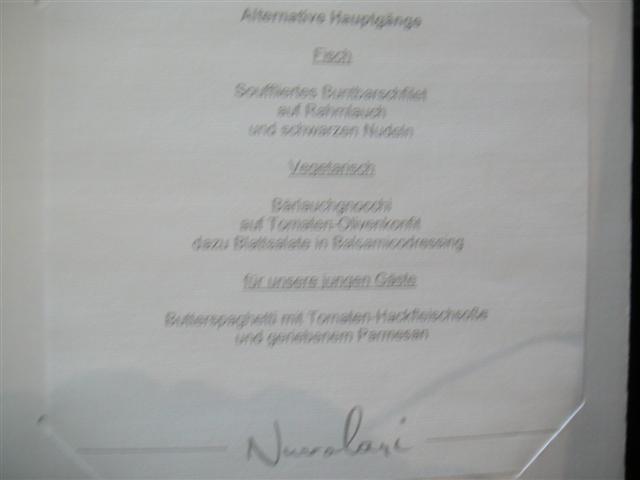 Alternative Hauptgänge
Fisch
Souffliertes Buntbarschfilet
auf Rahmlauch
und schwarzen Nudeln
Vegetarisch
Bärlauchgnocchi
auf Tomaten-Olivenkonfit
dazu Blattsalate in Balsamicodressing
für unsere jungen Gäste
Butterspaghetti mit Tomaten-Hackfleischsoße
und geriebenem Parmesan